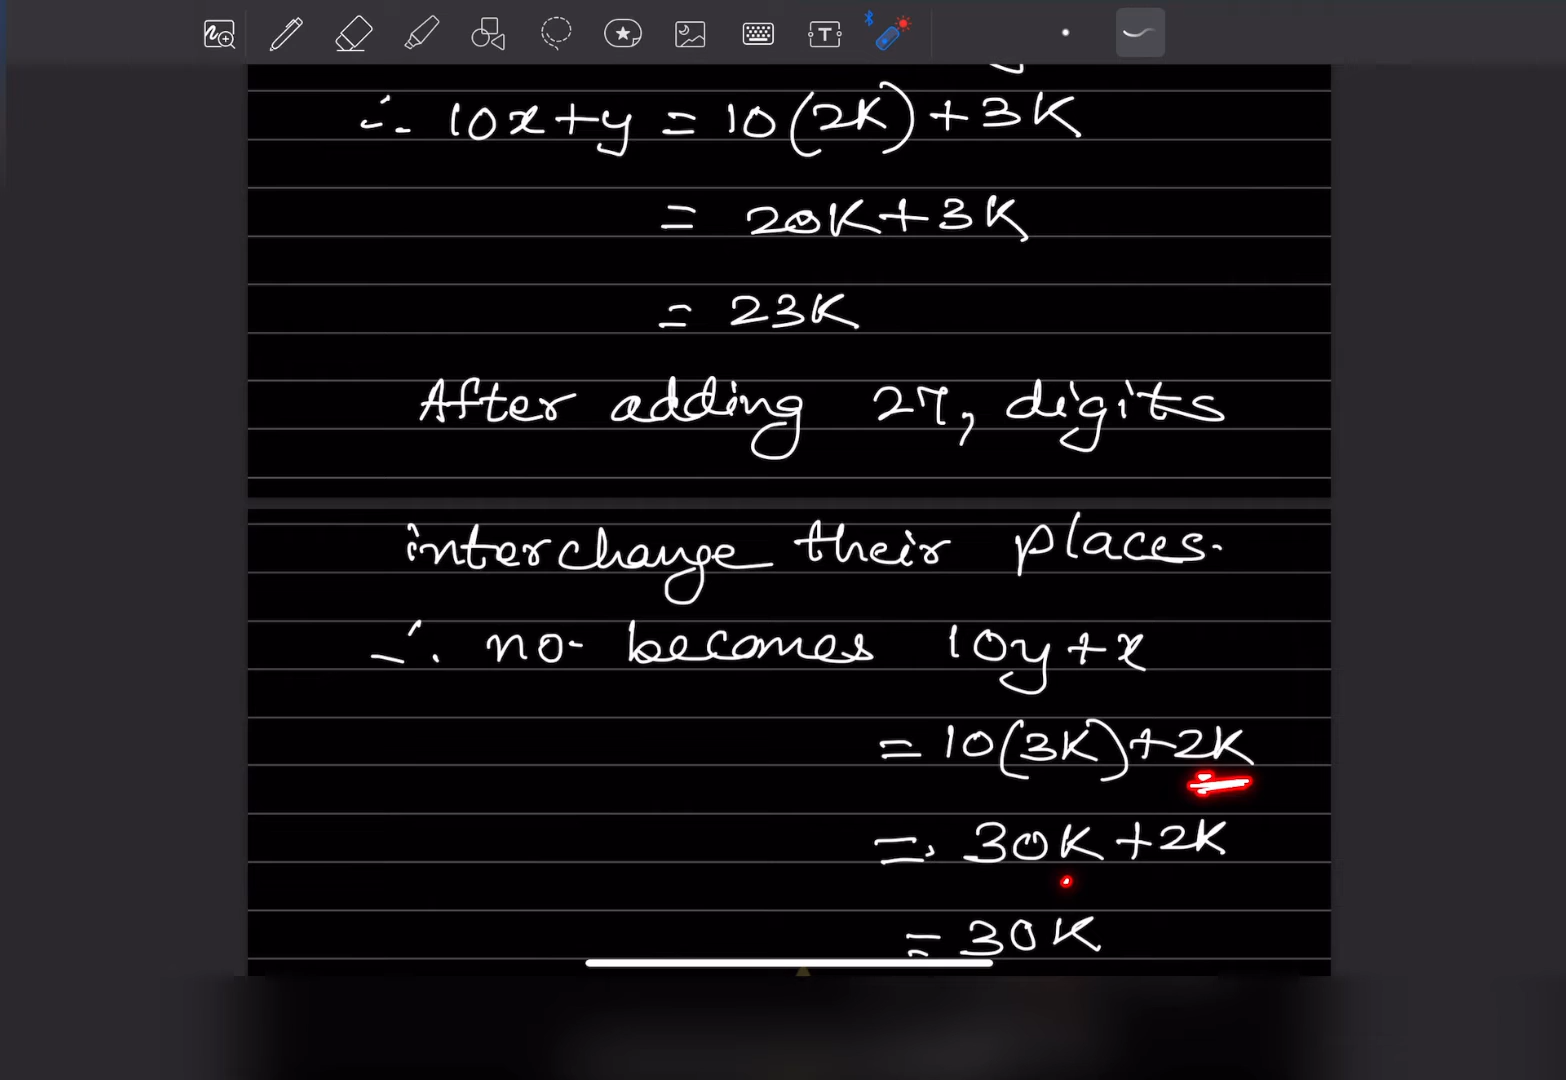 ∴ 10x+y = 10(2K)+3K
= 20K+3K
= 23K
After adding 27, digits
interchange their places.
∴ no. becomes 10y+x
= 10(3K)+2K
= 30K+2K
= 30K